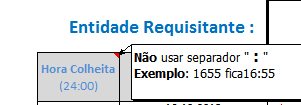 Entidade Requisitante :
Não usar separador " : "
Exemplo: 1655 fica16:55
Hora Colheita
(24:00)